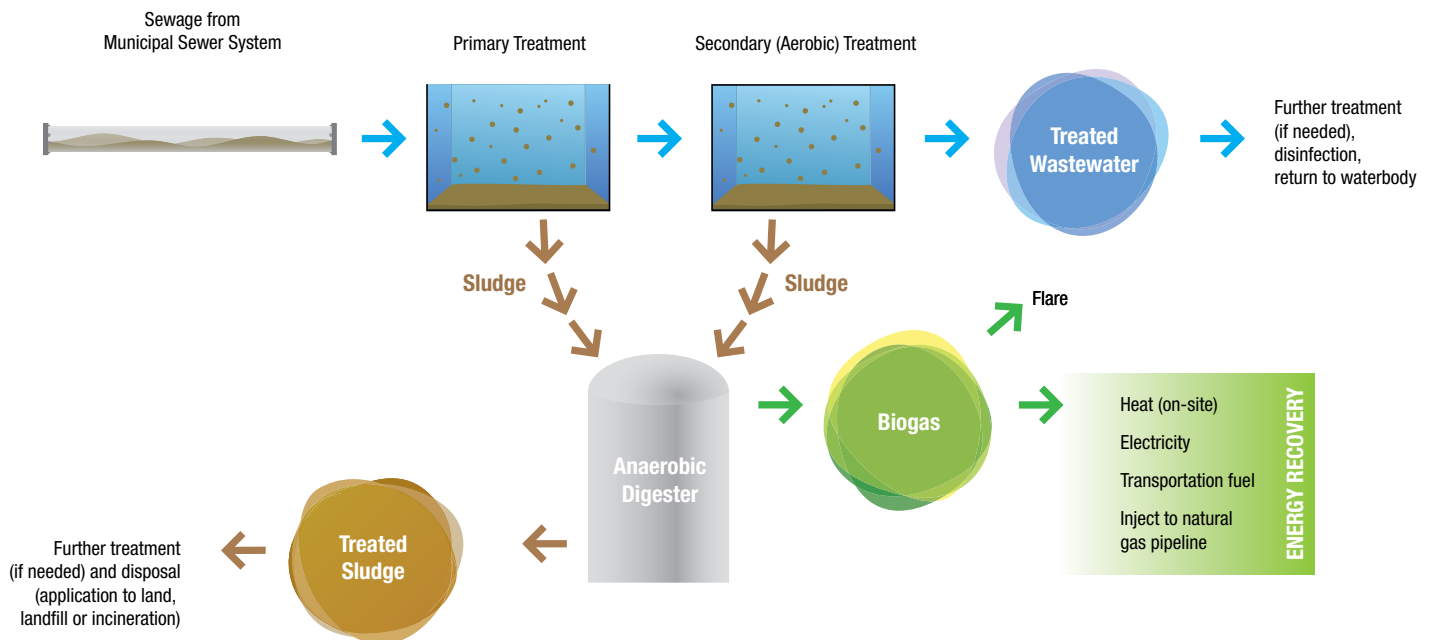 Sewage from
Municipal Sewer System
Primary Treatment
Secondary (Aerobic) Treatment
Treated
Wastewater
Further treatment
(if needed),
disinfection,
return to waterbody
Sludge
Sludge
Flare
Biogas
Heat (on-site)
Electricity
Transportation fuel
Inject to natural
gas pipeline
ENERGY RECOVERY
Anaerobic
Digester
Treated
Sludge
Further treatment
(if needed) and disposal
(application to land,
landfill or incineration)